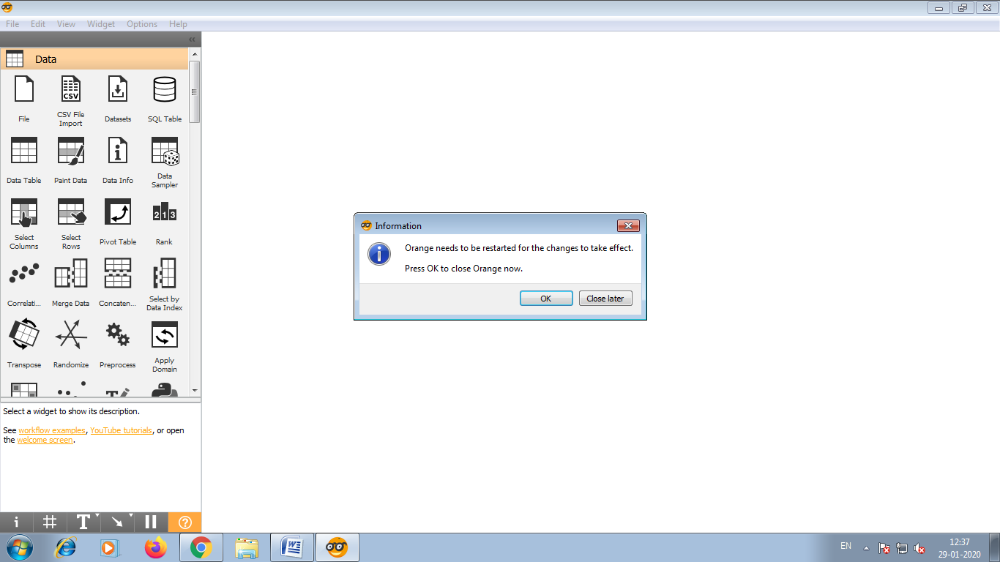 File Edit View Widget Options Help
Data
File
CSV File Import
Datasets
SQL Table
Data Table
Paint Data
Data Info
Data Sampler
Select Columns
Select Rows
Pivot Table
Rank
Correlati...
Merge Data
Concaten...
Select by Data Index
Transpose
Randomize
Preprocess
Apply Domain
Select a widget to show its description.
See workflow examples, YouTube tutorials, or open
the welcome screen.
Information
Orange needs to be restarted for the changes to take effect.
Press OK to close Orange now.
OK
Close later
EN
12:37
29-01-2020